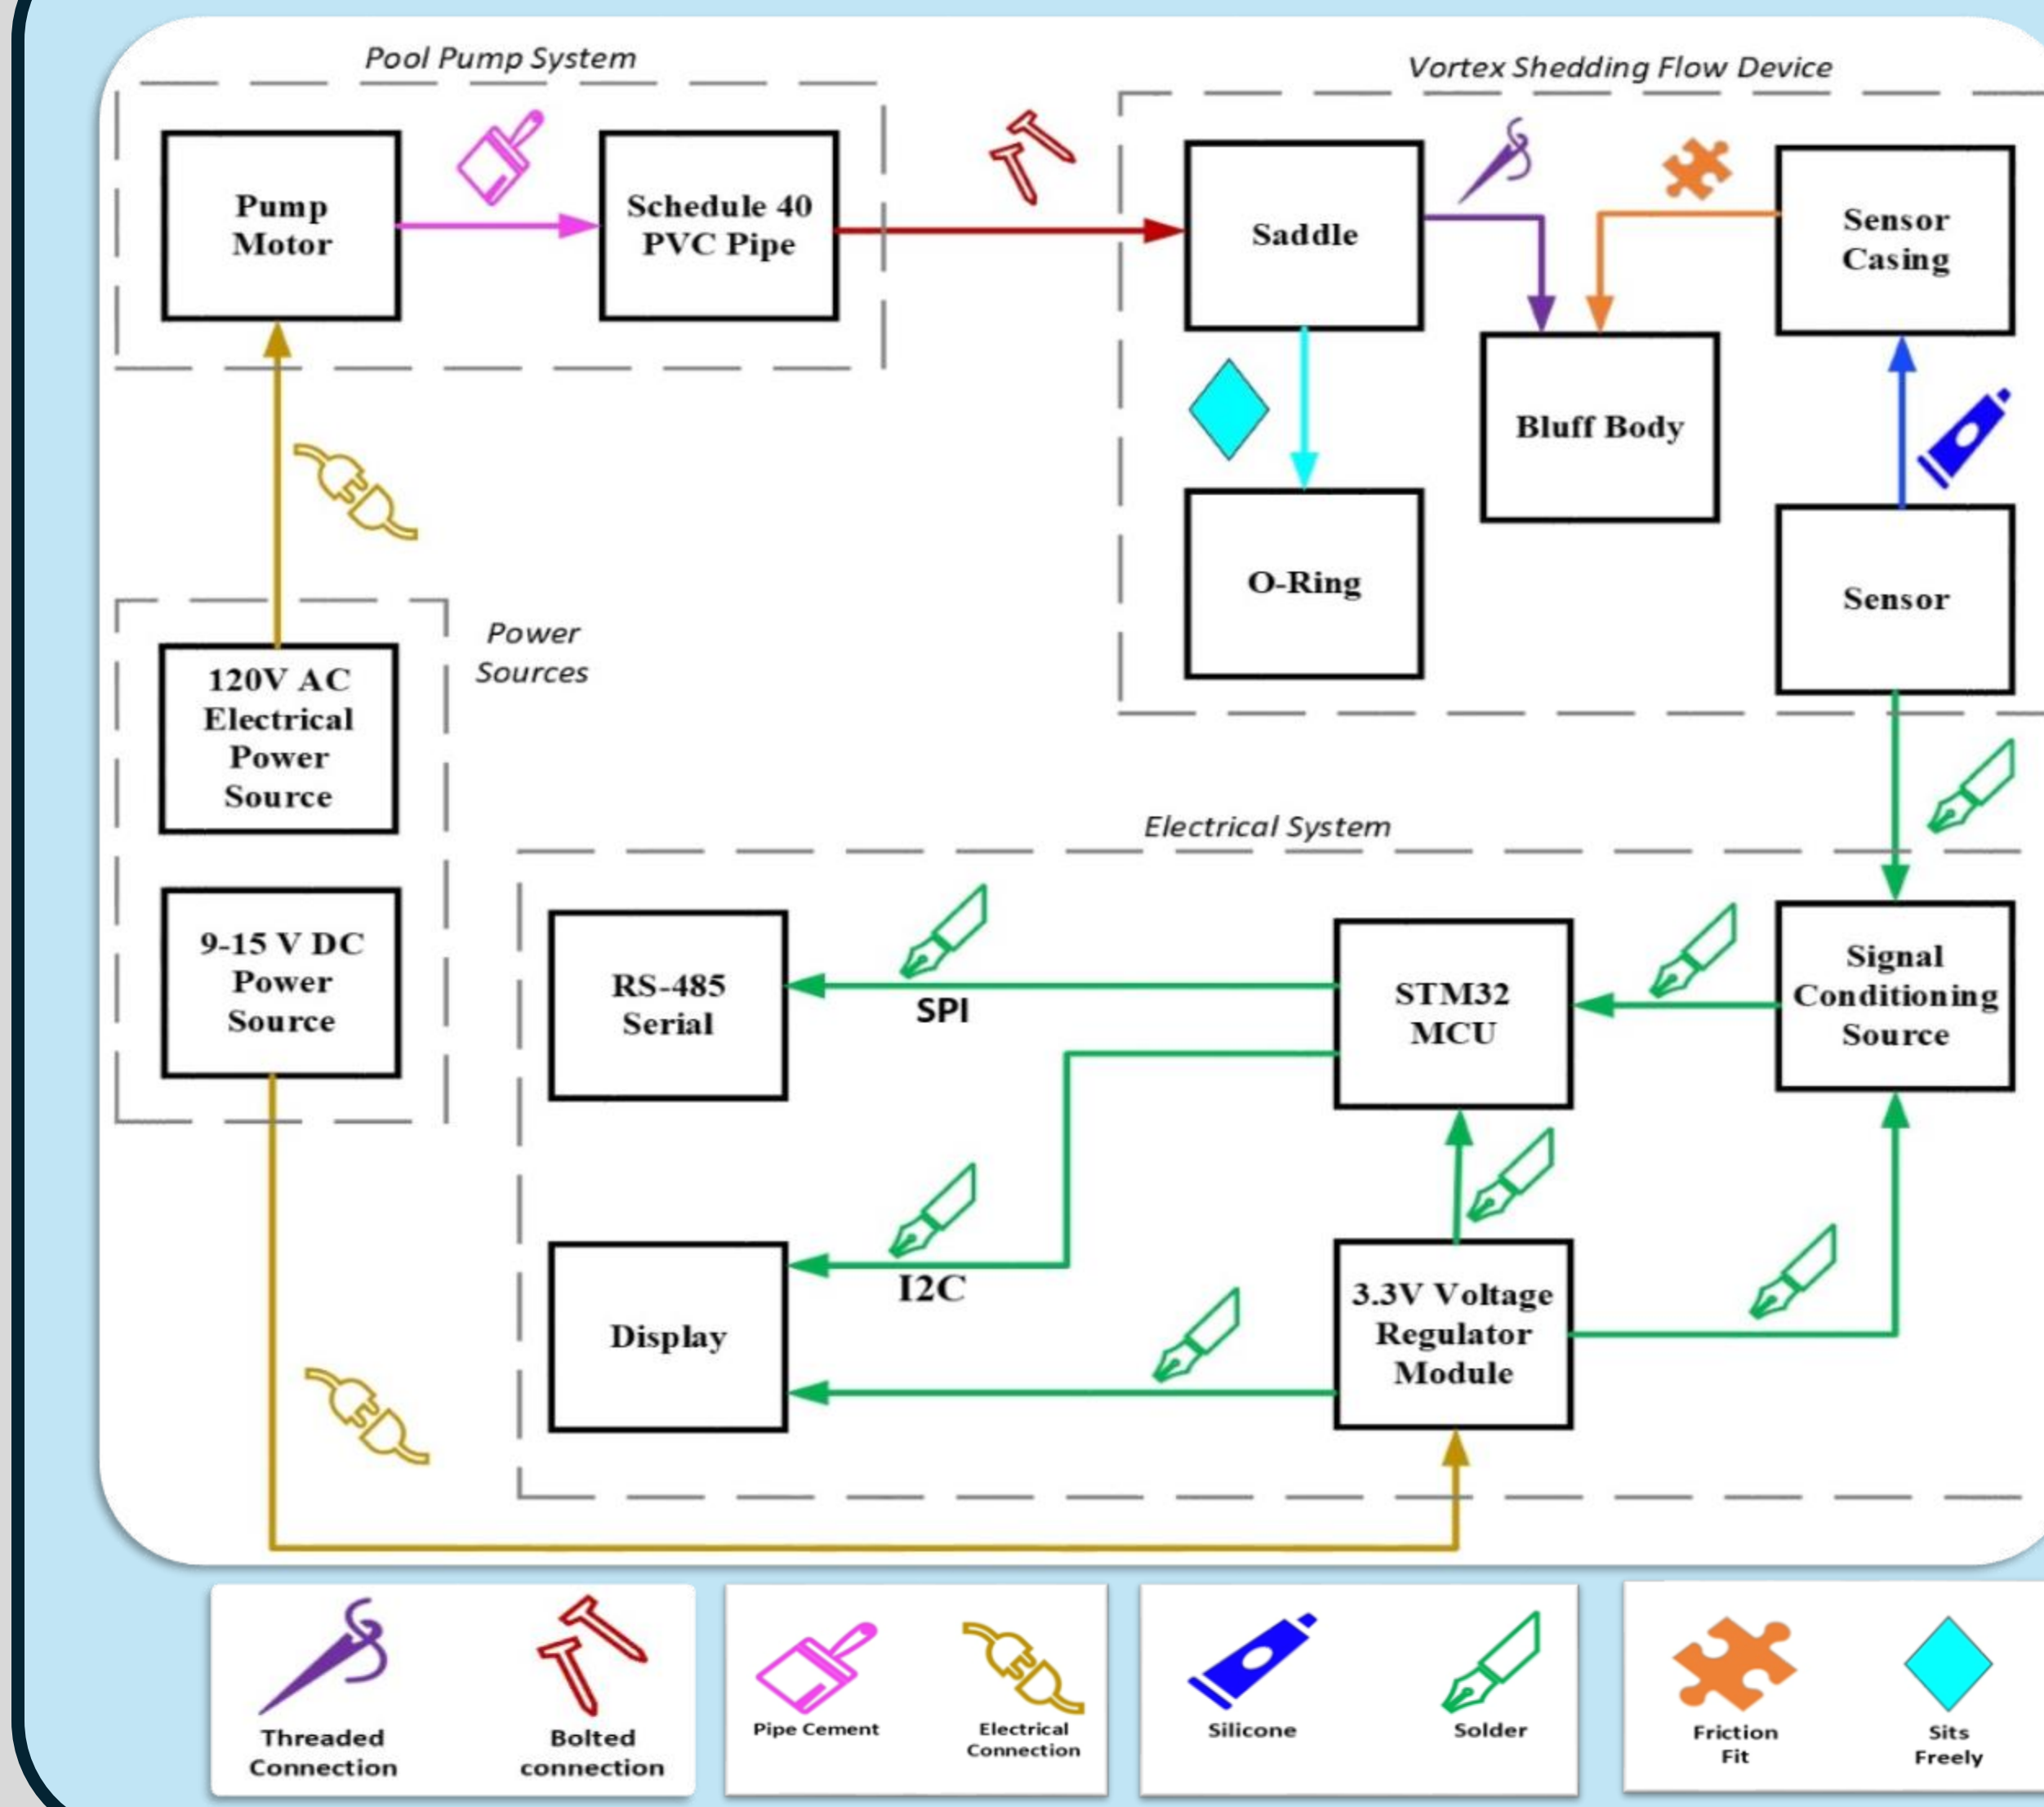 Pool Pump System
Vortex Shedding Flow Device
Pump
Motor
Schedule 40
PVC Pipe
Saddle
Sensor
Casing
Bluff Body
O-Ring
Sensor
Power
Sources
120V AC
Electrical
Power
Source
9-15 V DC
Power
Source
Electrical System
RS-485
Serial
SPI
STM32
MCU
Signal
Conditioning
Source
I2C
Display
3.3V Voltage
Regulator
Module
Threaded
Connection
Bolted
connection
Pipe Cement
Electrical
Connection
Silicone
Solder
Friction
Fit
Sits
Freely